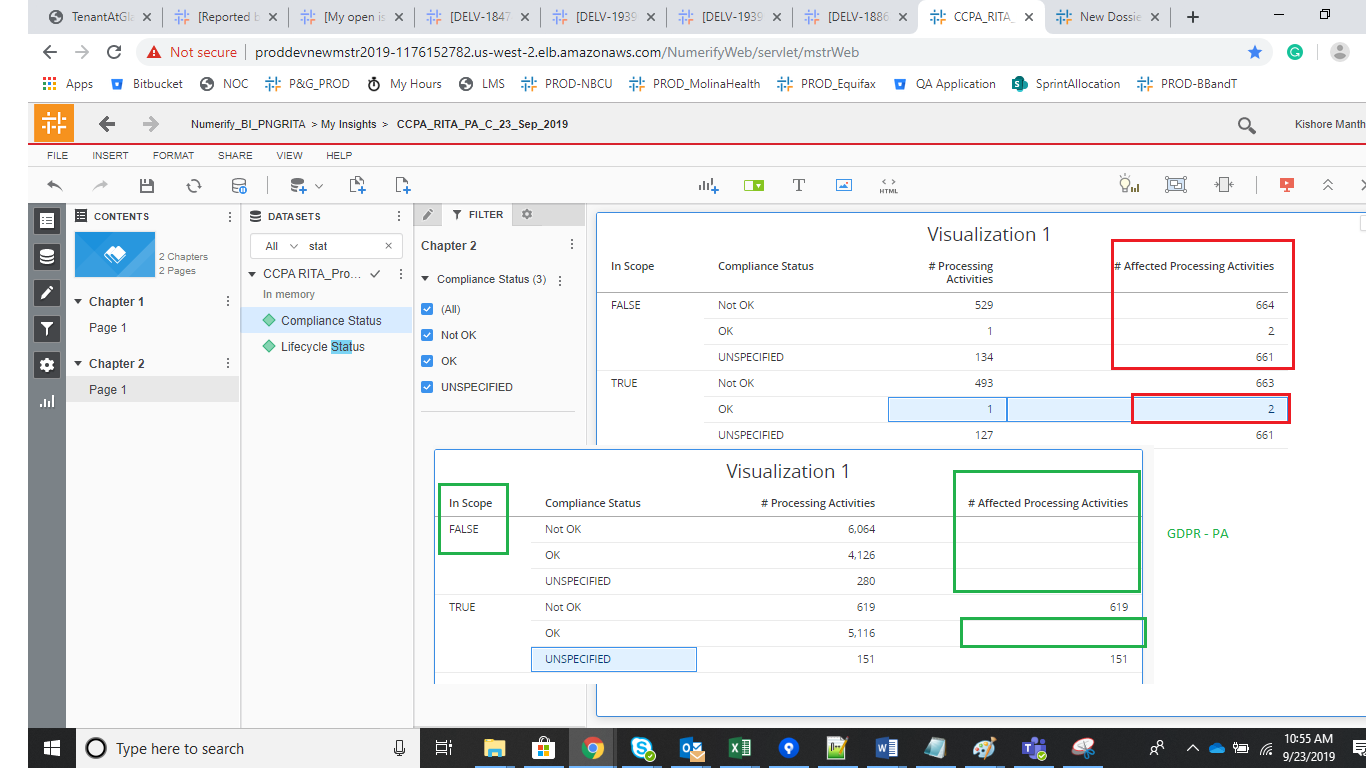 TenantAtGla
[Reported b
[My open is
[DELV-1847
[DELV-1939
[DELV-1939
[DELV-1886
CCPA_RITA_
New Dossie
Not secure | proddevnewmstr2019-1176152782.us-west-2.elb.amazonaws.com/NumerifyWeb/servlet/mstrWeb
Apps Bitbucket NOC P&G_PROD My Hours LMS PROD-NBCU PROD_MolinaHealth PROD_Equifax QA Application SprintAllocation PROD-BBandT
Numerify_BI_PNGRITA > My Insights > CCPA_RITA_PA_C_23_Sep_2019
Kishore Manth
FILE INSERT FORMAT SHARE VIEW HELP
HTML
CONTENTS
2 Chapters
2 Pages
Chapter 1
Page 1
Chapter 2
Page 1
DATASETS
All stat
CCPA RITA_Pro...
In memory
Compliance Status
Lifecycle Status
FILTER
Chapter 2
Compliance Status (3)
(All)
Not OK
OK
UNSPECIFIED
Visualization 1
In Scope Compliance Status # Processing Activities # Affected Processing Activities
FALSE Not OK 529 664
OK 1 2
UNSPECIFIED 134 661
TRUE Not OK 493 663
OK 1 2
UNSPECIFIED 127 661
Visualization 1
In Scope Compliance Status # Processing Activities # Affected Processing Activities
FALSE Not OK 6,064
OK 4,126
UNSPECIFIED 280
TRUE Not OK 619 619
OK 5,116
UNSPECIFIED 151 151
GDPR - PA
Type here to search
10:55 AM
9/23/2019